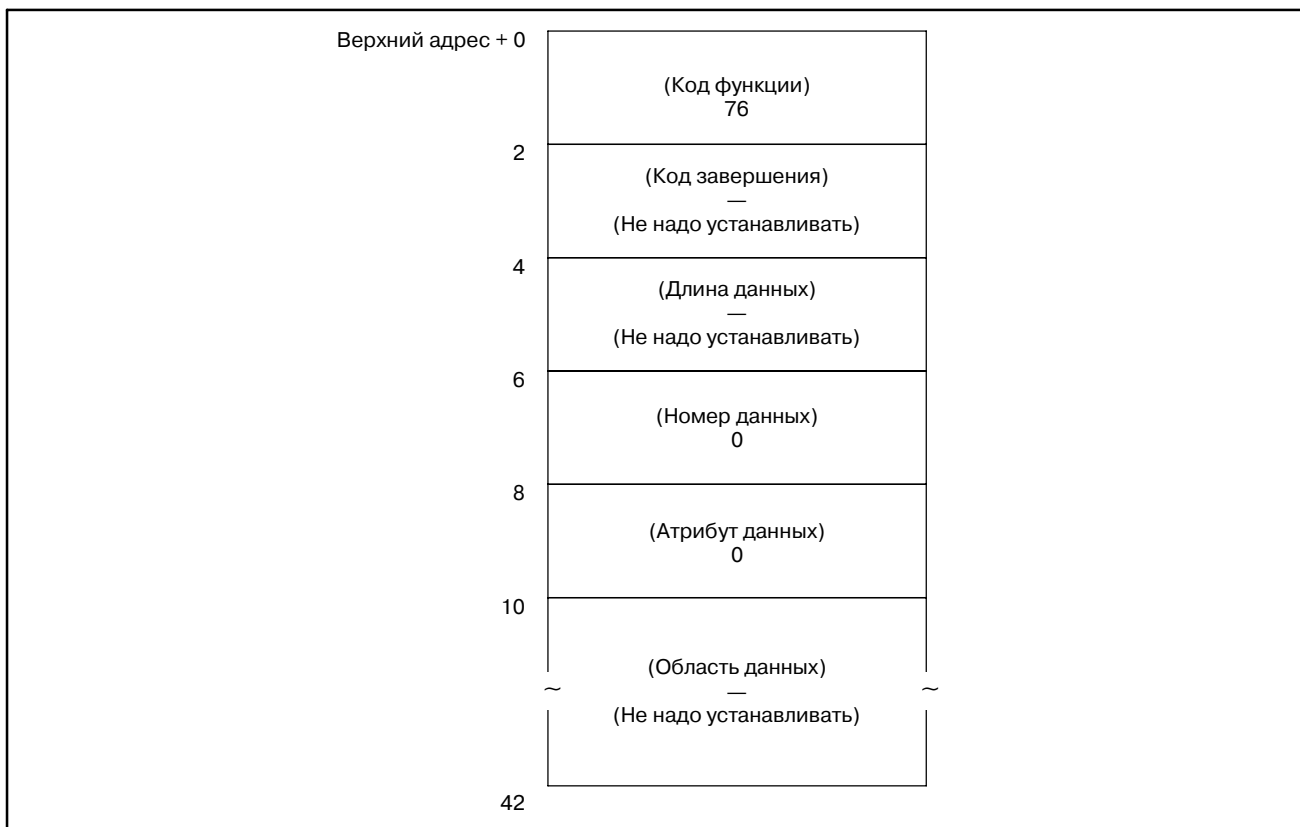 Верхний адрес + 0
(Код функции)
76
2
(Код завершения)
—
(Не надо устанавливать)
4
(Длина данных)
—
(Не надо устанавливать)
6
(Номер данных)
0
8
(Атрибут данных)
0
10
(Область данных)
~ — ~
(Не надо устанавливать)
42